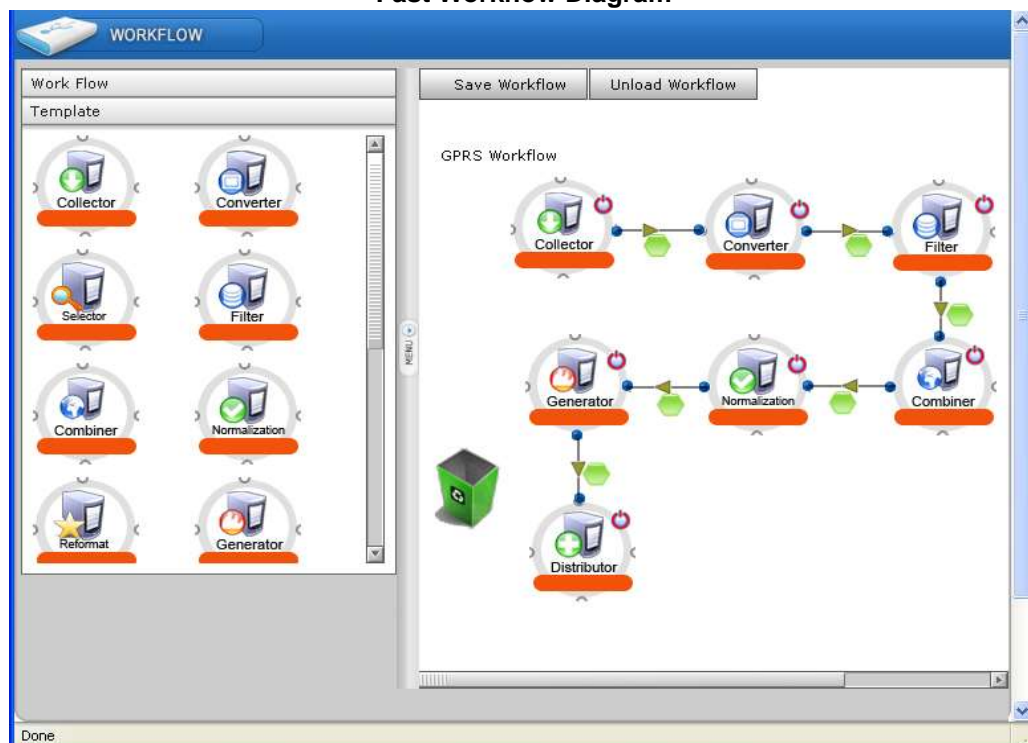 Fast Workflow Diagram
WORKFLOW
Work Flow
Template
Collector
Converter
Selector
Filter
Combiner
Normalization
Reformat
Generator
MENU
Save Workflow
Unload Workflow
GPRS Workflow
Collector
Converter
Filter
Generator
Normalization
Combiner
Distributor
Done